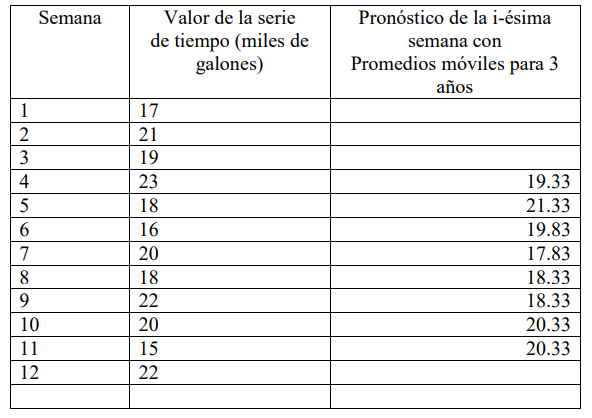 Semana Valor de la serie de tiempo (miles de galones) Pronóstico de la i-ésima semana con Promedios móviles para 3 años
1 17
2 21
3 19
4 23 19.33
5 18 21.33
6 16 19.83
7 20 17.83
8 18 18.33
9 22 18.33
10 20 20.33
11 15 20.33
12 22